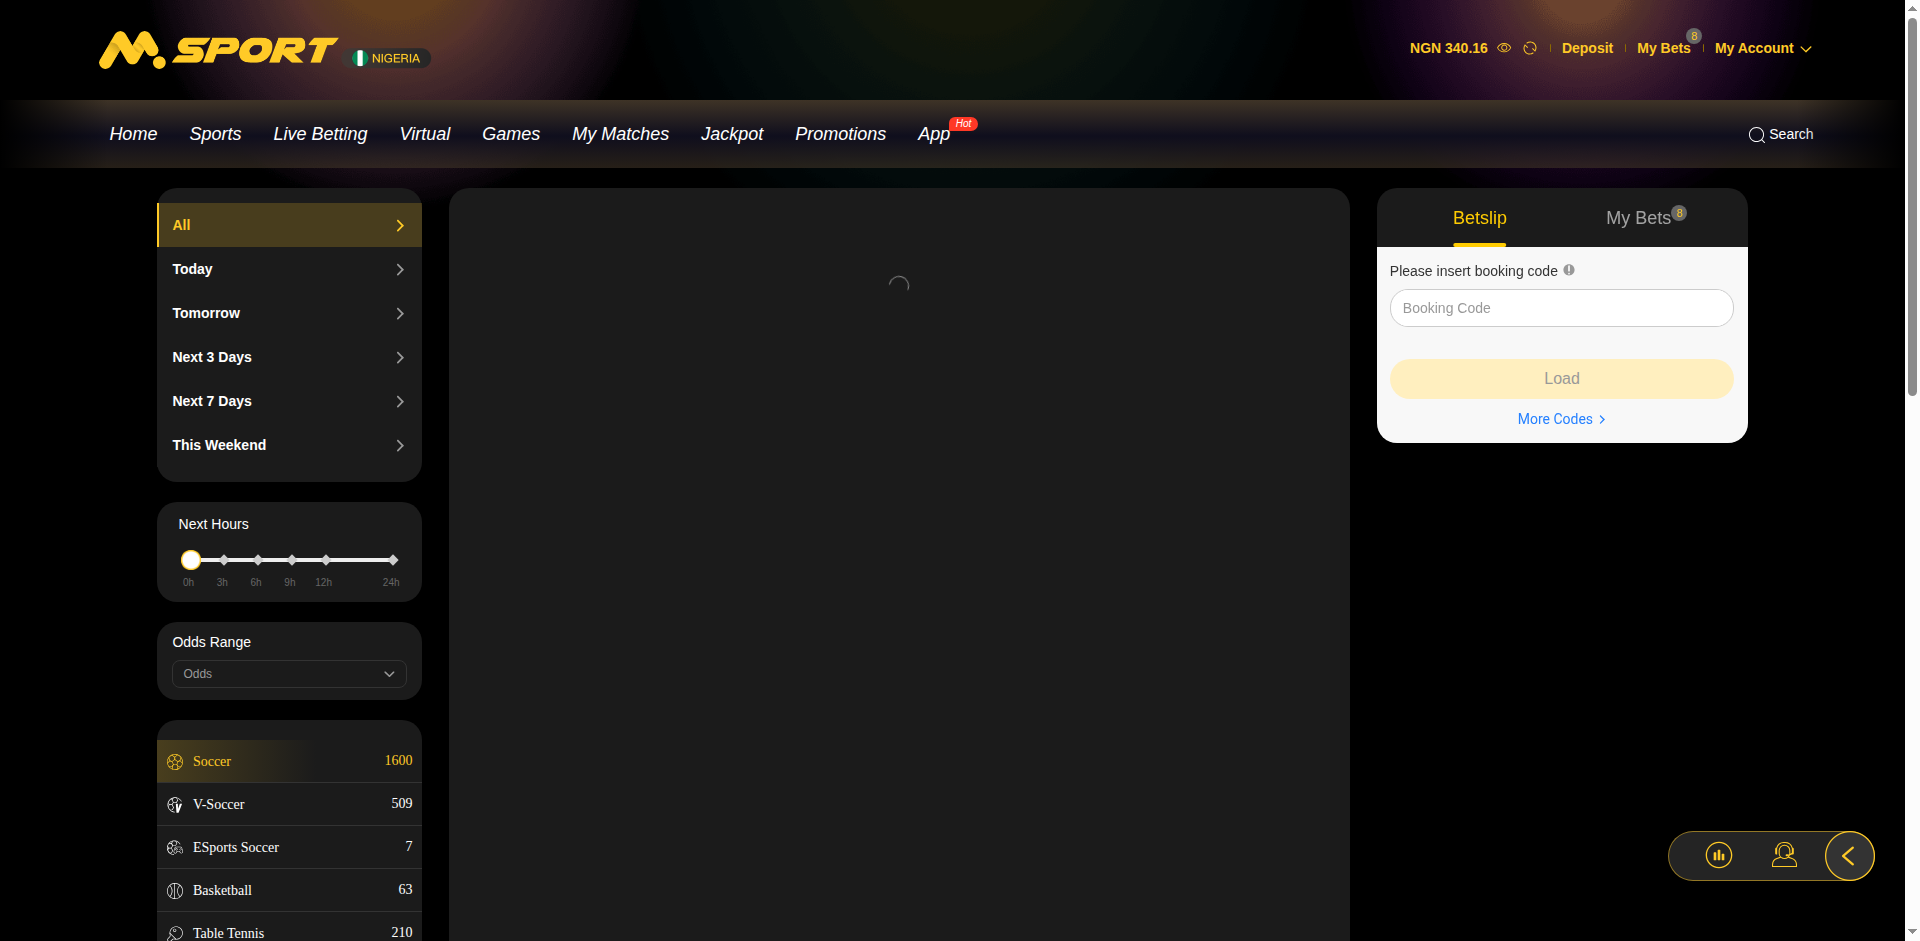 M.SPORT
NIGERIA
NGN 340.16
Deposit
My Bets
8
My Account
Home
Sports
Live Betting
Virtual
Games
My Matches
Jackpot
Promotions
App
Hot
Search
All
Today
Tomorrow
Next 3 Days
Next 7 Days
This Weekend
Next Hours
0h 3h 6h 9h 12h 24h
Odds Range
Odds
Soccer 1600
V-Soccer 509
ESports Soccer 7
Basketball 63
Table Tennis 210
Betslip
My Bets
8
Please insert booking code
Booking Code
Load
More Codes